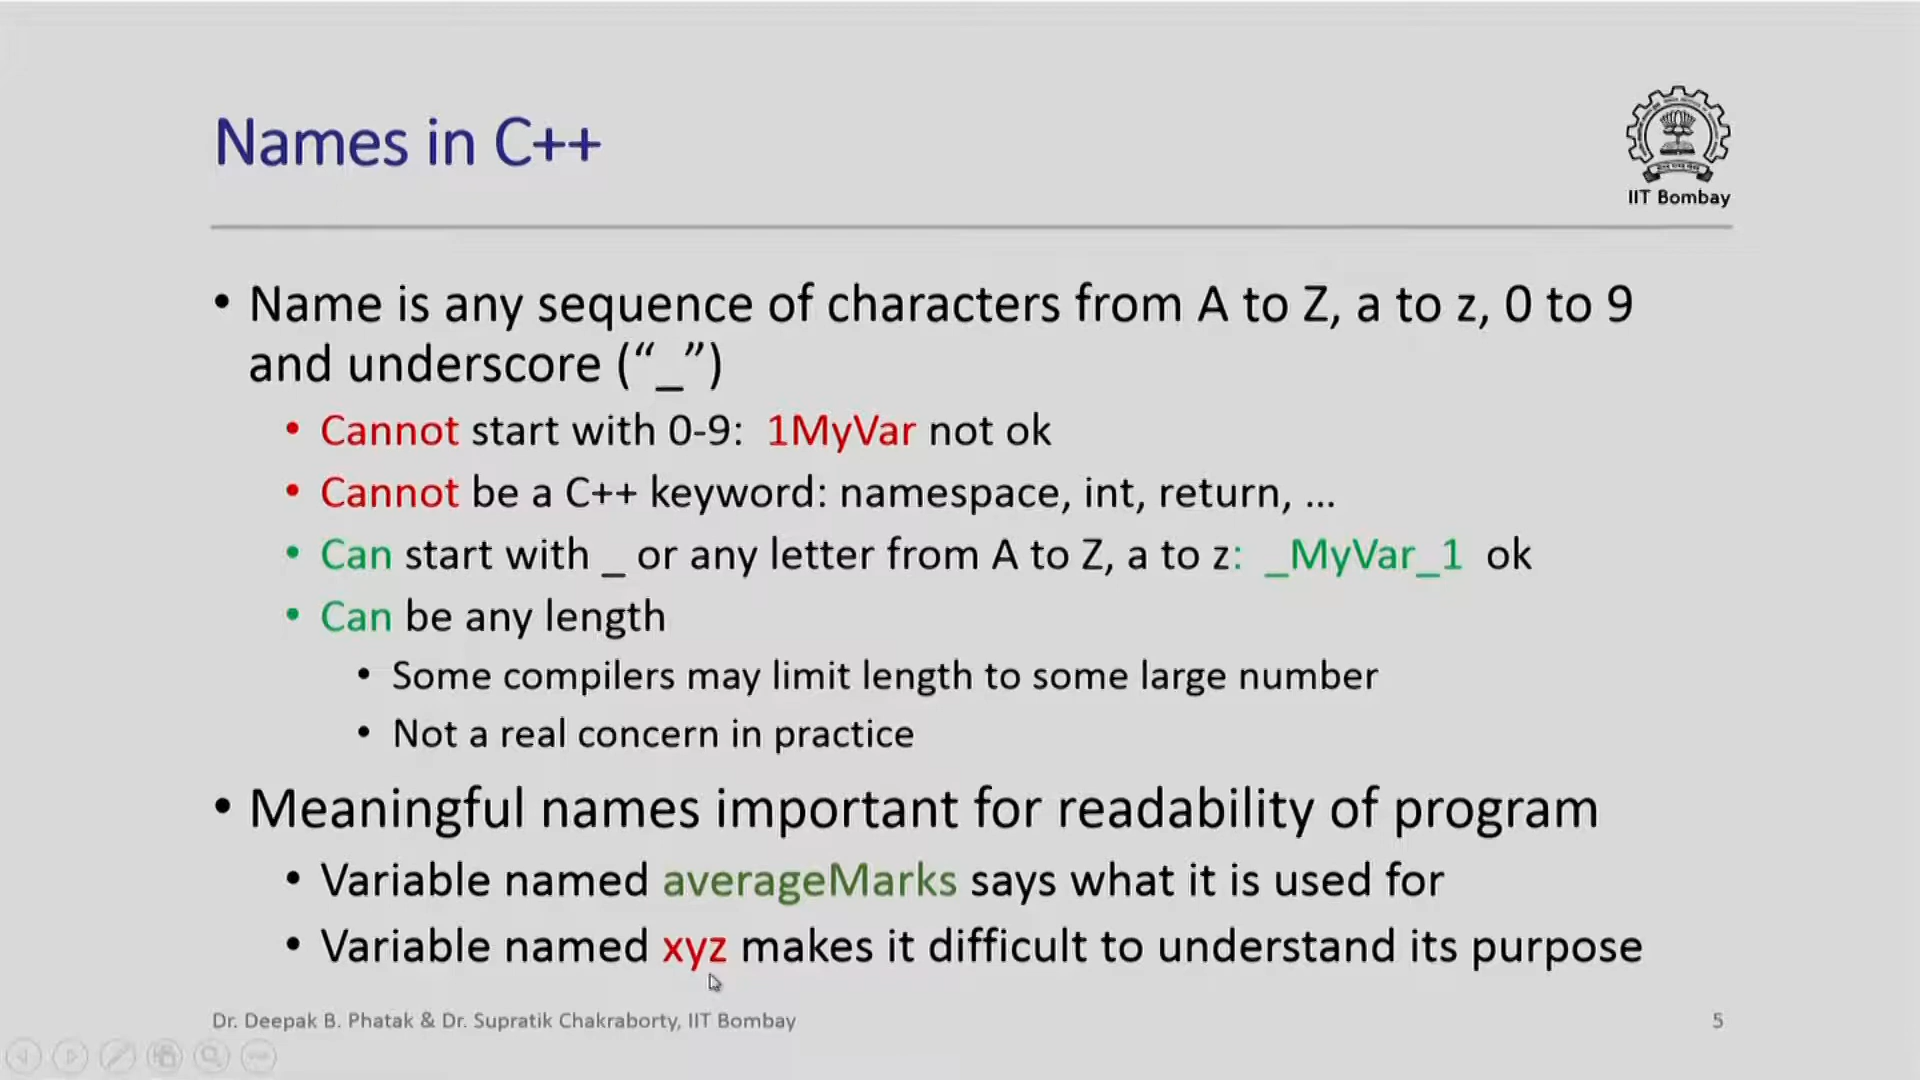 Names in C++
IIT Bombay
• Name is any sequence of characters from A to Z, a to z, 0 to 9
and underscore (“_”)
• Cannot start with 0-9: 1MyVar not ok
• Cannot be a C++ keyword: namespace, int, return, ...
• Can start with _ or any letter from A to Z, a to z: _MyVar_1 ok
• Can be any length
• Some compilers may limit length to some large number
• Not a real concern in practice
• Meaningful names important for readability of program
• Variable named averageMarks says what it is used for
• Variable named xyz makes it difficult to understand its purpose
Dr. Deepak B. Phatak & Dr. Supratik Chakraborty, IIT Bombay
5